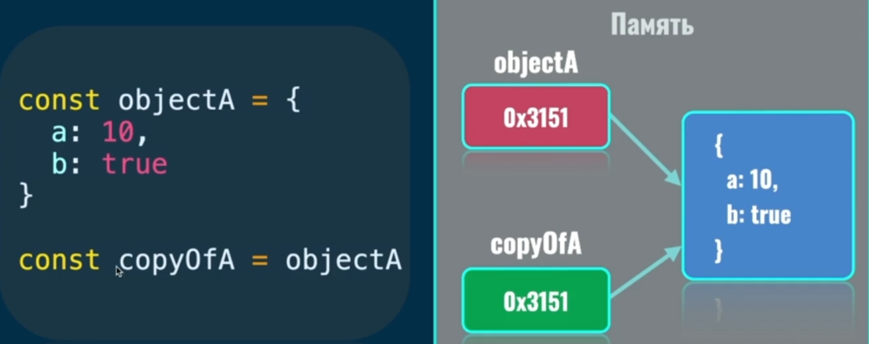 const objectA = {
  a: 10,
  b: true
}
const copyOfA = objectA
Память
objectA
0x3151
copyOfA
0x3151
{
  a: 10,
  b: true
}